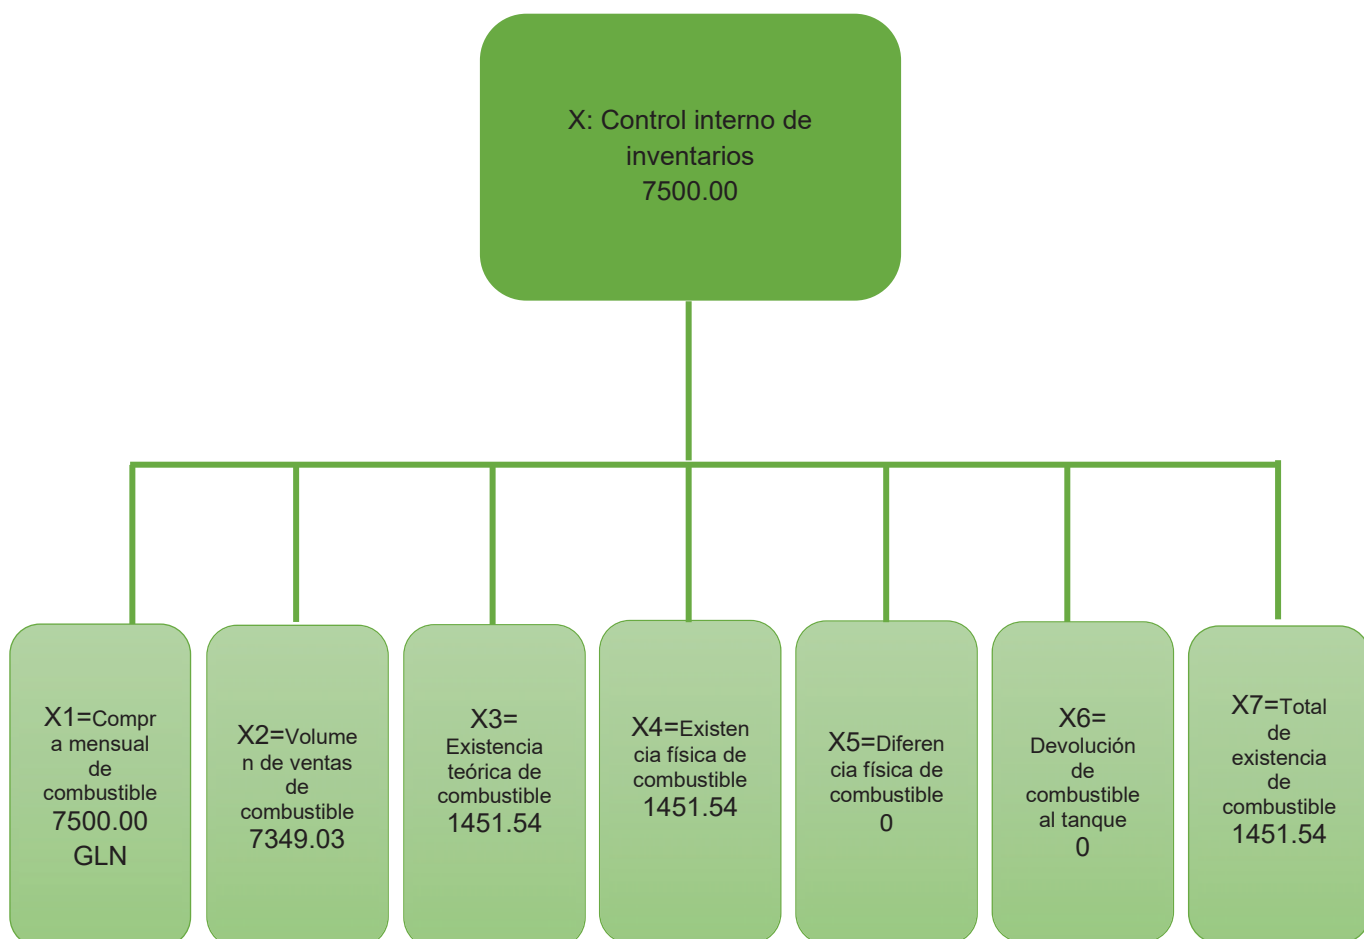 X: Control interno de
inventarios
7500.00
X1=Compr
a mensual
de
combustible
7500.00
GLN
X2=Volume
n de ventas
de
combustible
7349.03
X3=
Existencia
teórica de
combustible
1451.54
X4=Existen
cia física de
combustible
1451.54
X5=Diferen
cia física de
combustible
0
X6=
Devolución
de
combustible
al tanque
0
X7=Total
de
existencia
de
combustible
1451.54